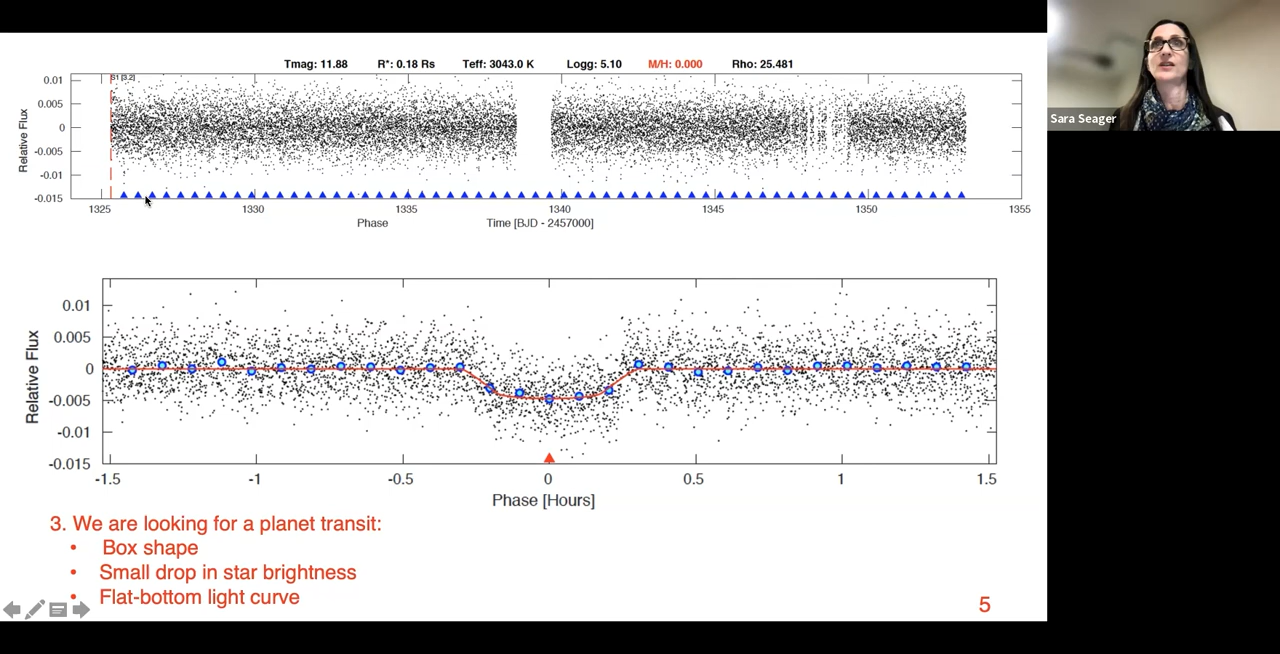 Tmag: 11.88 R*: 0.18 Rs Teff: 3043.0 K Logg: 5.10 M/H: 0.000 Rho: 25.481
S1 [3.2]
0.01
0.005
0
-0.005
-0.01
-0.015
Relative Flux
1325 1330 1335 1340 1345 1350 1355
Phase Time [BJD - 2457000]
Sara Seager
0.01
0.005
0
-0.005
-0.01
-0.015
Relative Flux
-1.5 -1 -0.5 0 0.5 1 1.5
Phase [Hours]
3. We are looking for a planet transit:
• Box shape
• Small drop in star brightness
• Flat-bottom light curve
5